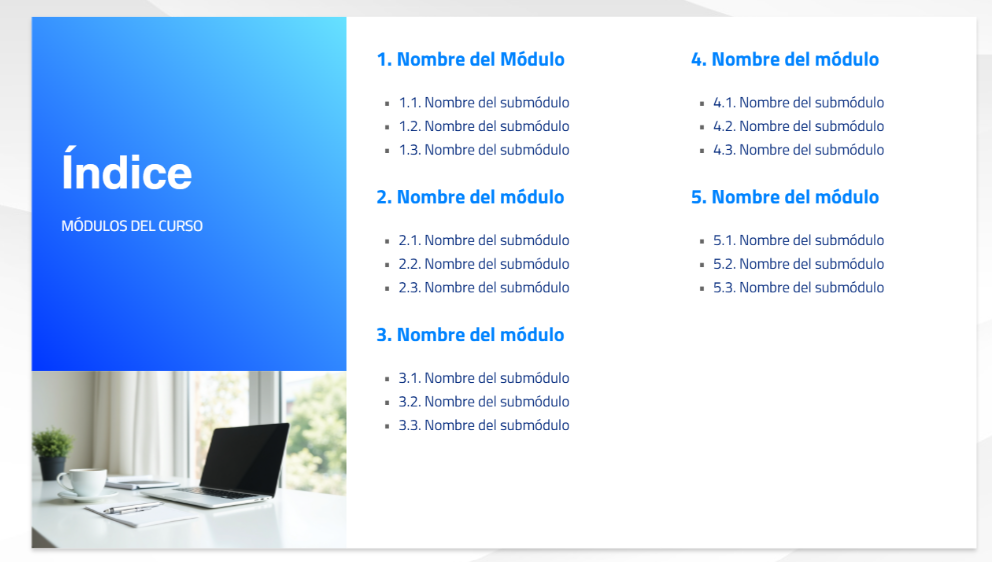 Índice
MÓDULOS DEL CURSO
1. Nombre del Módulo
1.1. Nombre del submódulo
1.2. Nombre del submódulo
1.3. Nombre del submódulo
2. Nombre del módulo
2.1. Nombre del submódulo
2.2. Nombre del submódulo
2.3. Nombre del submódulo
3. Nombre del módulo
3.1. Nombre del submódulo
3.2. Nombre del submódulo
3.3. Nombre del submódulo
4. Nombre del módulo
4.1. Nombre del submódulo
4.2. Nombre del submódulo
4.3. Nombre del submódulo
5. Nombre del módulo
5.1. Nombre del submódulo
5.2. Nombre del submódulo
5.3. Nombre del submódulo